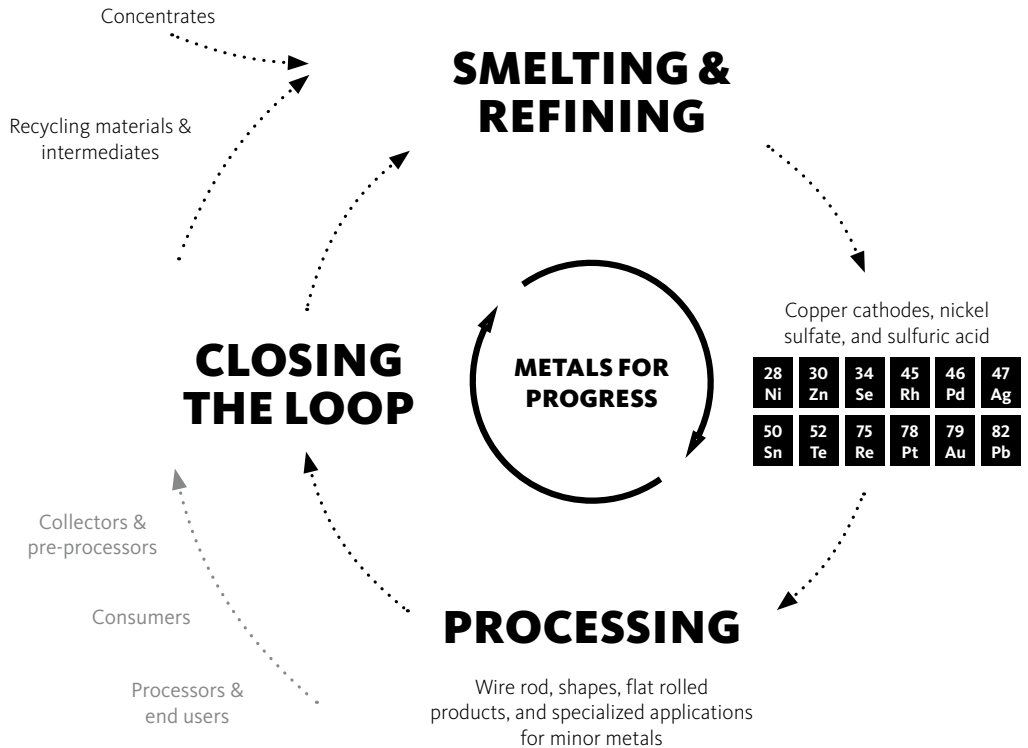 Concentrates
SMELTING &
REFINING
Recycling materials &
intermediates
Copper cathodes, nickel
sulfate, and sulfuric acid
28 30 34 45 46 47
Ni Zn Se Rh Pd Ag
50 52 75 78 79 82
Sn Te Re Pt Au Pb
CLOSING
THE LOOP
METALS FOR
PROGRESS
Collectors &
pre-processors
Consumers
Processors &
end users
PROCESSING
Wire rod, shapes, flat rolled
products, and specialized applications
for minor metals